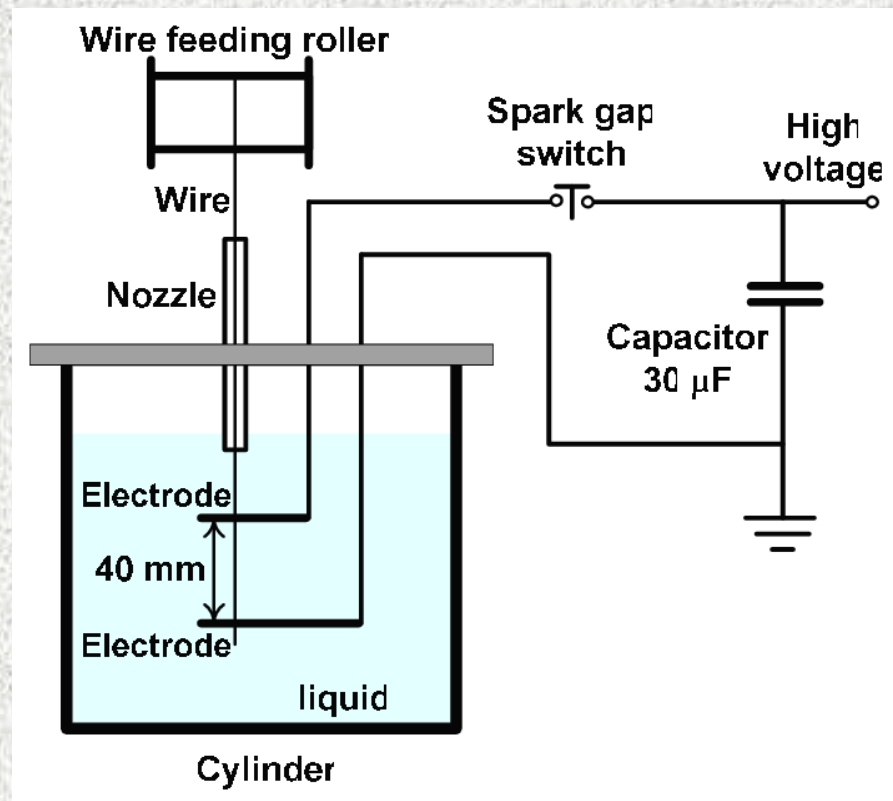 Wire feeding roller
Spark gap
switch
High
voltage
Wire
Nozzle
Capacitor
30 μF
Electrode
40 mm
Electrode
liquid
Cylinder